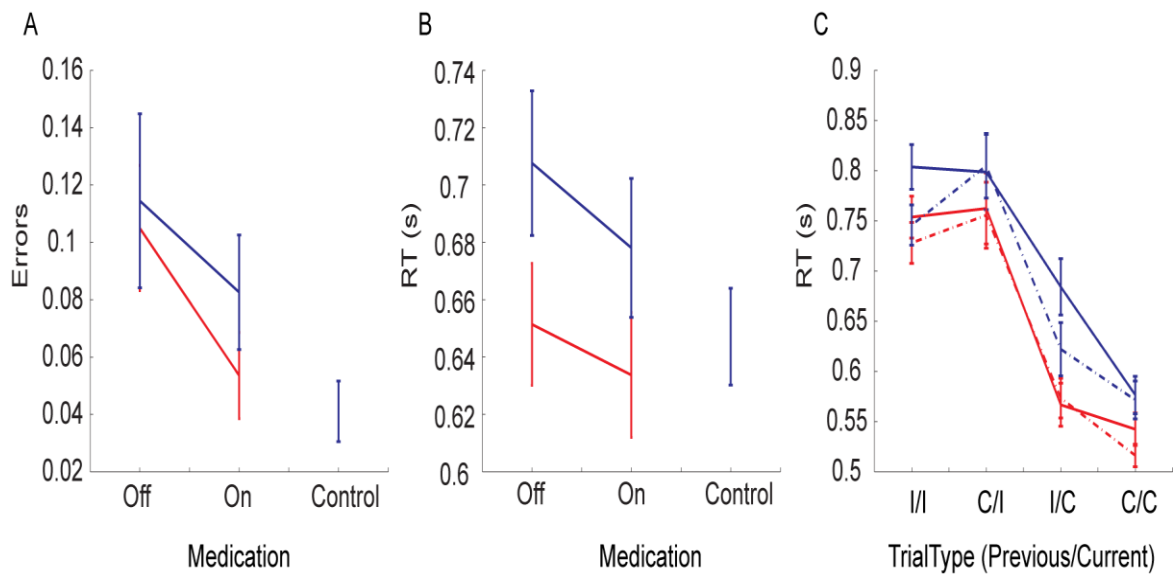 A
B
C
0.16
0.14
0.12
0.1
0.08
0.06
0.04
0.02
Errors
Off
On
Control
Medication
0.74
0.72
0.7
0.68
0.66
0.64
0.62
0.6
RT (s)
Off
On
Control
Medication
0.9
0.85
0.8
0.75
0.7
0.65
0.6
0.55
0.5
RT (s)
I/I
C/I
I/C
C/C
TrialType (Previous/Current)